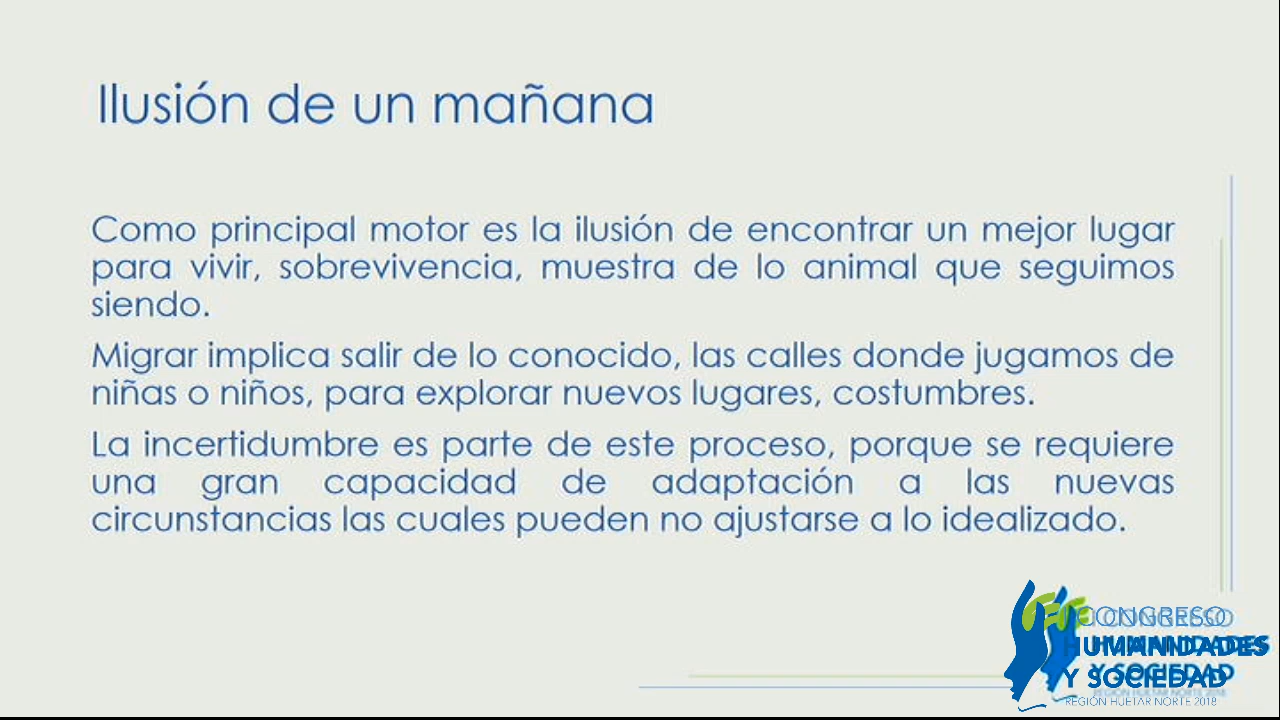 Ilusión de un mañana
Como principal motor es la ilusión de encontrar un mejor lugar
para vivir, sobrevivencia, muestra de lo animal que seguimos
siendo.
Migrar implica salir de lo conocido, las calles donde jugamos de
niñas o niños, para explorar nuevos lugares, costumbres.
La incertidumbre es parte de este proceso, porque se requiere
una gran capacidad de adaptación a las nuevas
circunstancias las cuales pueden no ajustarse a lo idealizado.
CONGRESO
HUMANIDADES
Y SOCIEDAD
REGIÓN HUETAR NORTE 2018